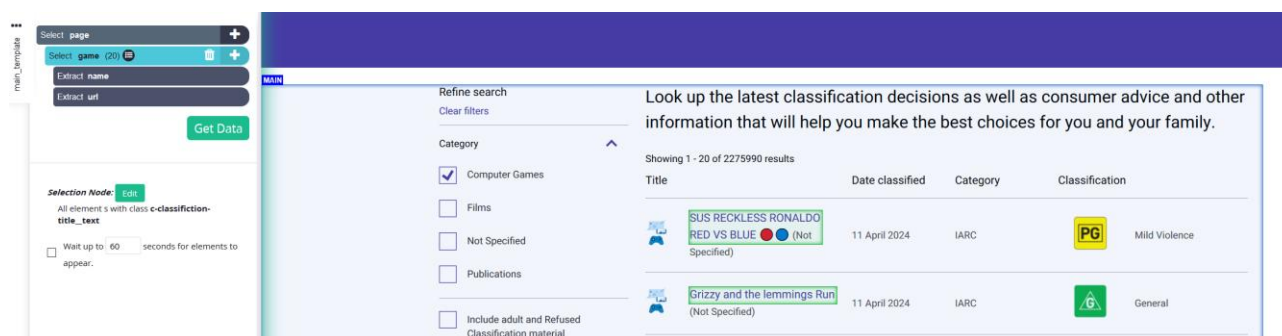 main_template
Select page
Select game (20)
Extract name
Extract url
Get Data
Selection Node: Edit
All element s with class c-classifiction-
title__text
Wait up to 60 seconds for elements to
appear.
MAIN
Refine search
Clear filters
Category
Computer Games
Films
Not Specified
Publications
Include adult and Refused
Classification material
Look up the latest classification decisions as well as consumer advice and other
information that will help you make the best choices for you and your family.
Showing 1 - 20 of 2275990 results
Title Date classified Category Classification
SUS RECKLESS RONALDO
RED VS BLUE 🔴🔵 (Not
Specified)
11 April 2024 IARC PG Mild Violence
Grizzy and the lemmings Run
(Not Specified)
11 April 2024 IARC G General